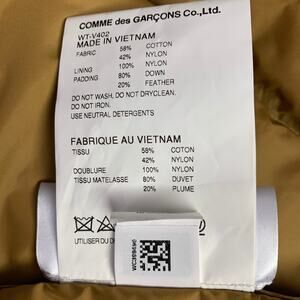 COMME des GARÇONS Co., Ltd.
WT-V402
MADE IN VIETNAM
FABRIC 58% COTTON
42% NYLON
LINING 100% NYLON
PADDING 80% DOWN
20% FEATHER
DO NOT WASH. DO NOT DRYCLEAN.
DO NOT IRON.
USE NEUTRAL DETERGENTS
FABRIQUE AU VIETNAM
TISSU 58% COTON
42% NYLON
DOUBLURE 100% NYLON
TISSU MATELASSE 80% DUVET
20% PLUME
UTILISER DU